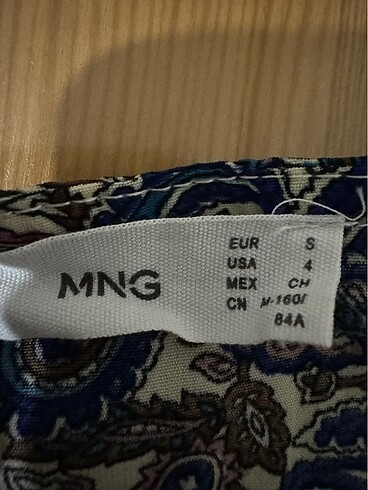 MNG
EUR S
USA 4
MEX CH
CN M-160/
84A